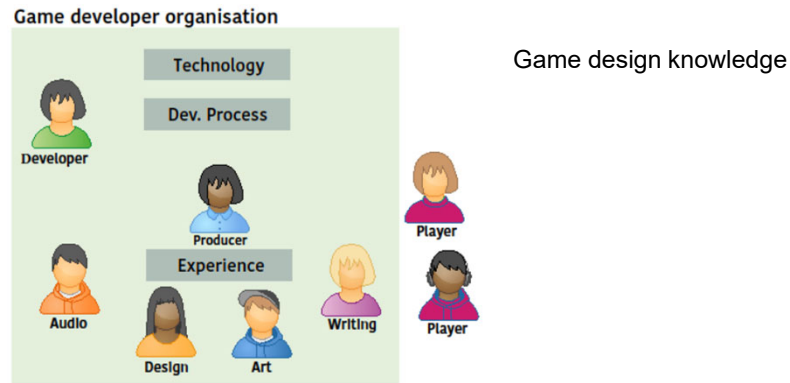 Game developer organisation
Technology
Game design knowledge
Dev. Process
Developer
Producer
Player
Experience
Audio
Writing
Player
Design
Art